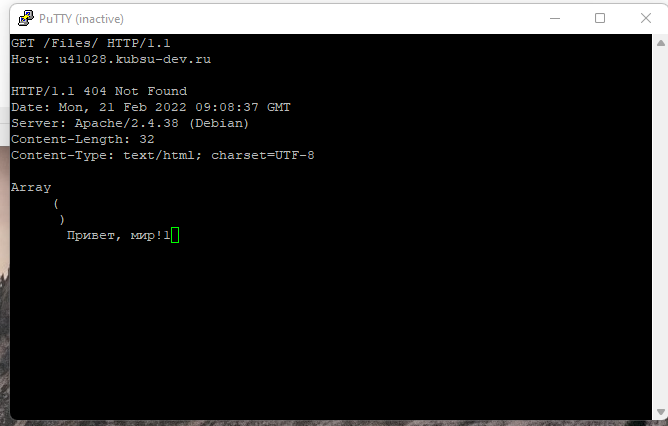 PuTTY (inactive)
GET /Files/ HTTP/1.1
Host: u41028.kubsu-dev.ru
HTTP/1.1 404 Not Found
Date: Mon, 21 Feb 2022 09:08:37 GMT
Server: Apache/2.4.38 (Debian)
Content-Length: 32
Content-Type: text/html; charset=UTF-8
Array
(
)
Привет, мир!1